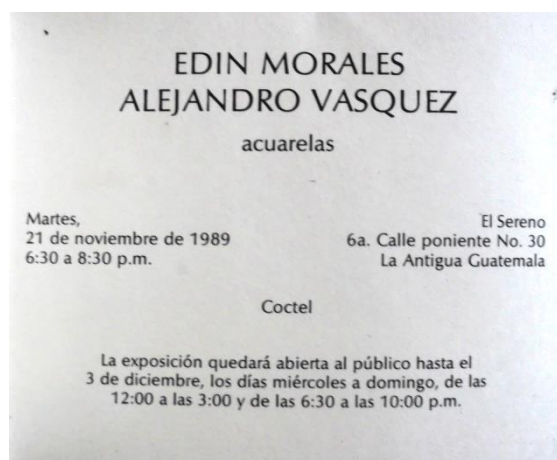 EDIN MORALES
ALEJANDRO VASQUEZ
acuarelas
Martes,
21 de noviembre de 1989
6:30 a 8:30 p.m.
El Sereno
6a. Calle poniente No. 30
La Antigua Guatemala
Coctel
La exposición quedará abierta al público hasta el
3 de diciembre, los días miércoles a domingo, de las
12:00 a las 3:00 y de las 6:30 a las 10:00 p.m.